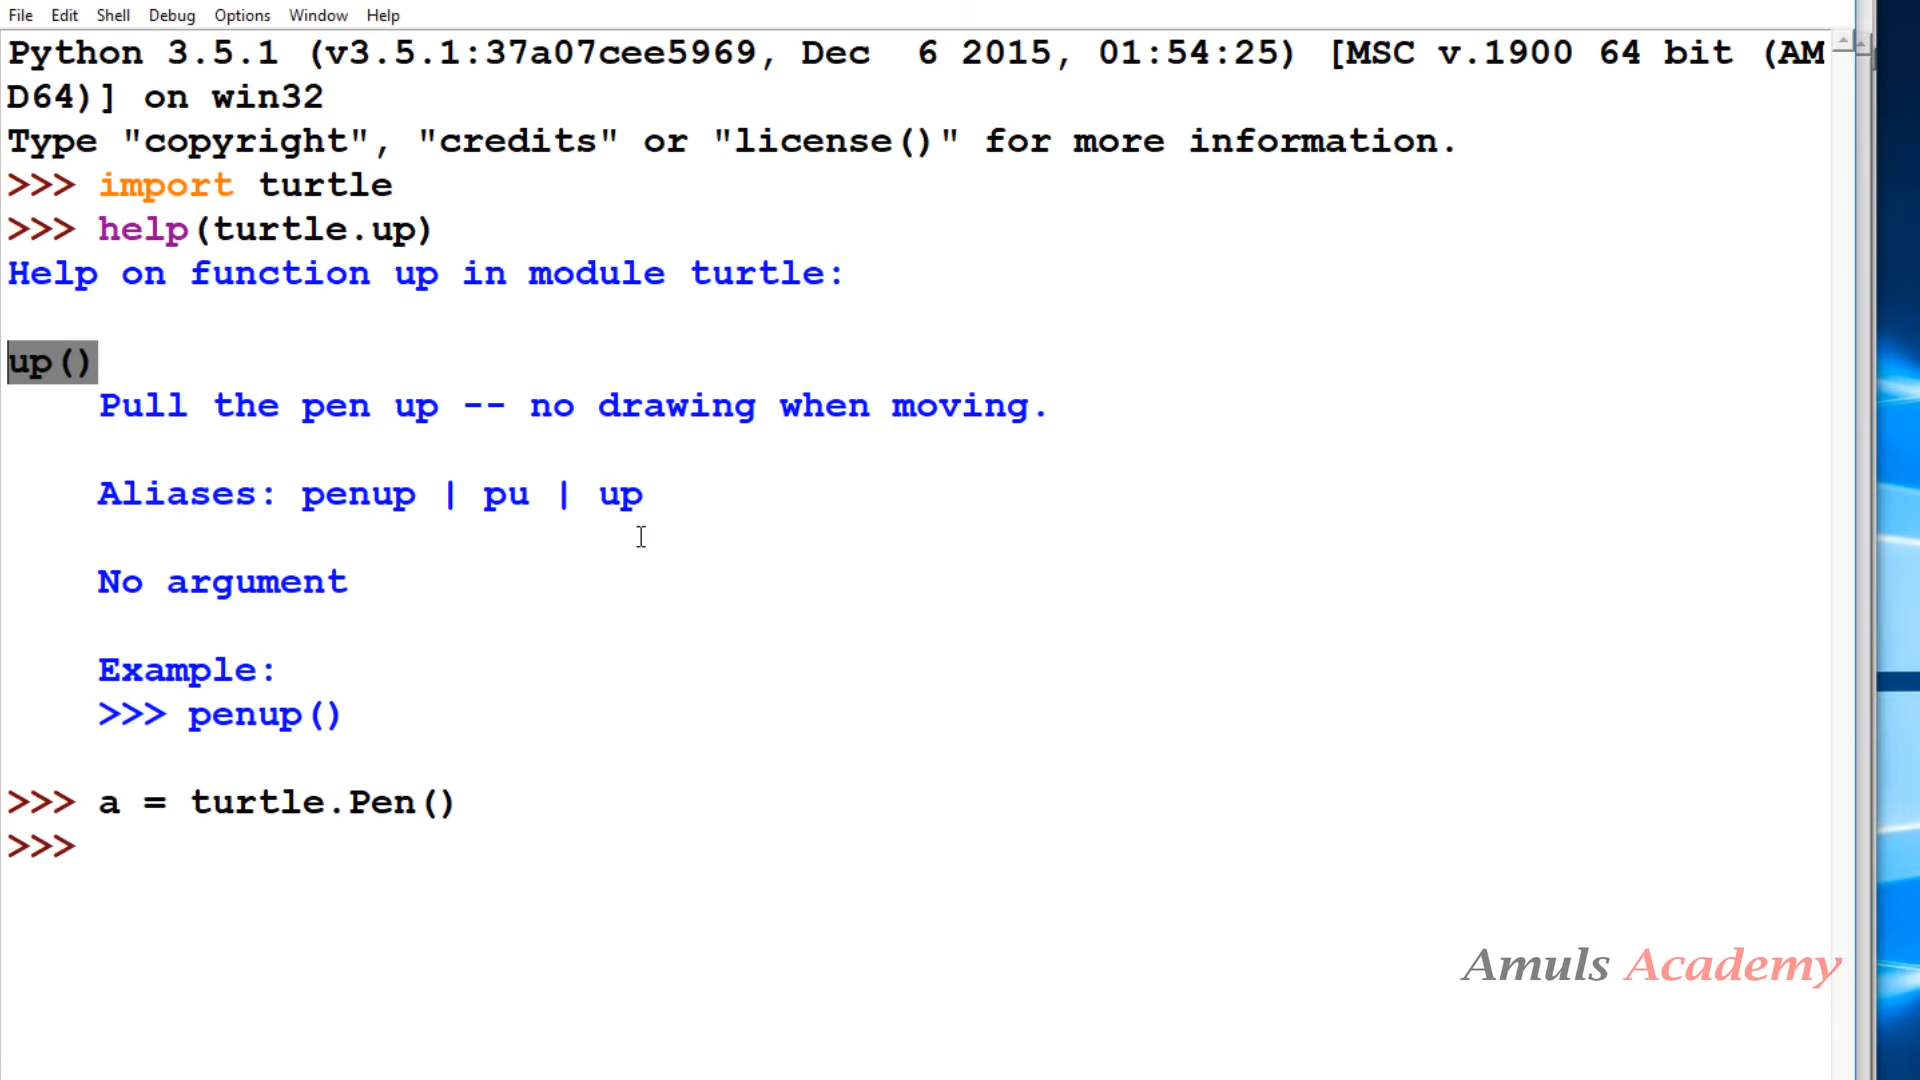 File Edit Shell Debug Options Window Help
Python 3.5.1 (v3.5.1:37a07cee5969, Dec  6 2015, 01:54:25) [MSC v.1900 64 bit (AM
D64)] on win32
Type "copyright", "credits" or "license()" for more information.
>>> import turtle
>>> help(turtle.up)
Help on function up in module turtle:
up()
    Pull the pen up -- no drawing when moving.
    Aliases: penup | pu | up
    No argument
    Example:
    >>> penup()
>>> a = turtle.Pen()
>>>
Amuls Academy